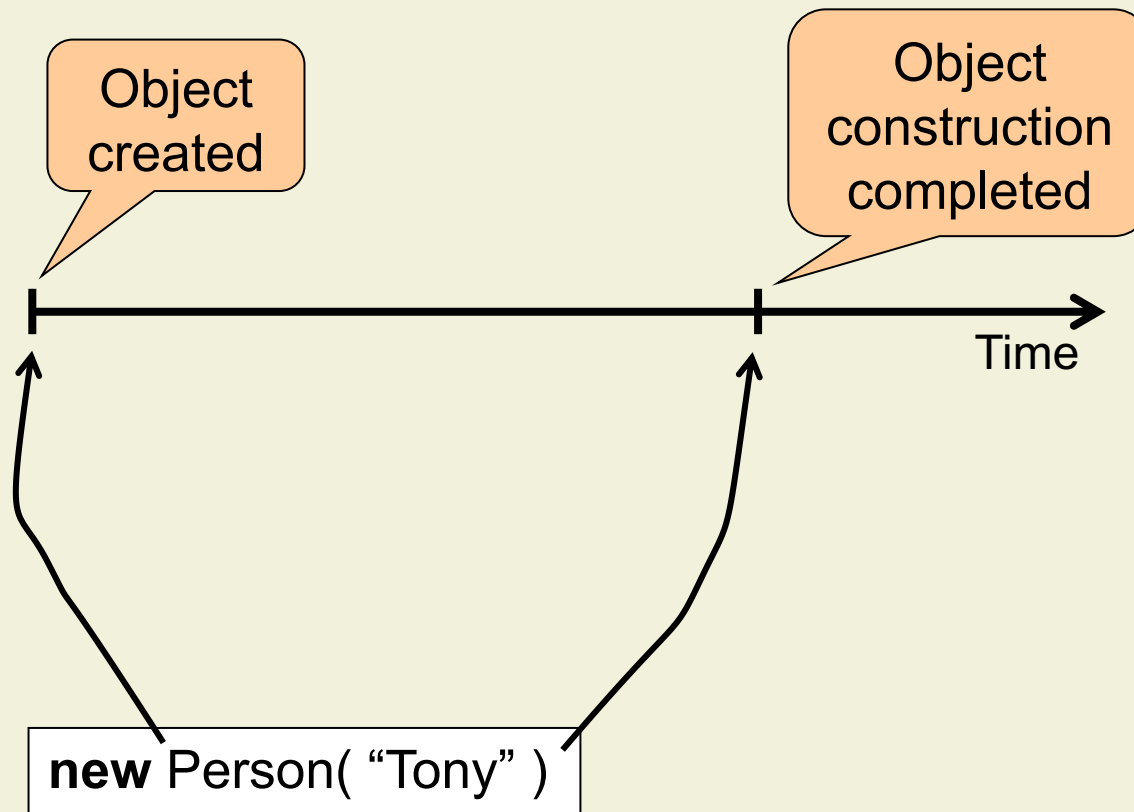 Object
created
Object
construction
completed
Time
new Person( “Tony” )